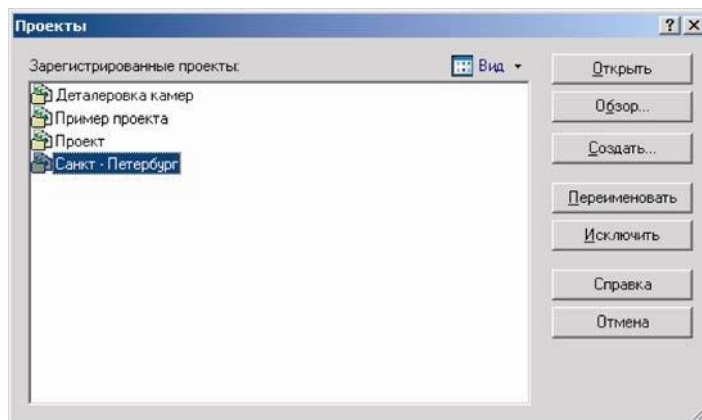 Проекты
Зарегистрированные проекты:
Вид
Деталеровка камер
Пример проекта
Проект
Санкт - Петербург
Открыть
Обзор...
Создать...
Переименовать
Исключить
Справка
Отмена